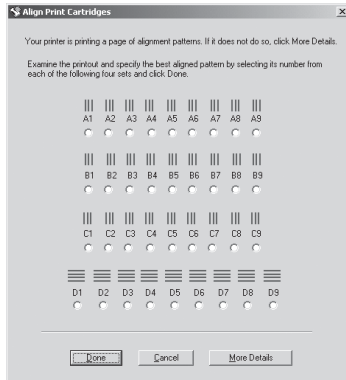 Align Print Cartridges
Your printer is printing a page of alignment patterns. If it does not do so, click More Details.
Examine the printout and specify the best aligned pattern by selecting its number from
each of the following four sets and click Done.
A1 A2 A3 A4 A5 A6 A7 A8 A9
B1 B2 B3 B4 B5 B6 B7 B8 B9
C1 C2 C3 C4 C5 C6 C7 C8 C9
D1 D2 D3 D4 D5 D6 D7 D8 D9
Done Cancel More Details